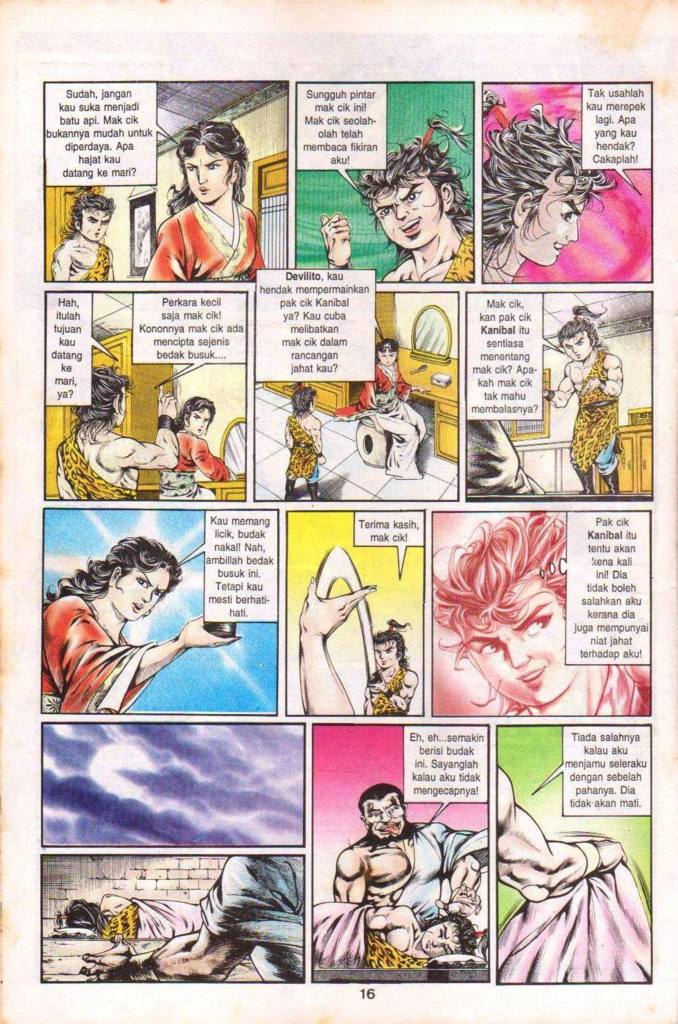 Sudah, jangan
kau suka menjadi
batu api. Mak cik
bukannya mudah untuk
diperdaya. Apa
hajat kau
datang ke mari?
Sungguh pintar
mak cik ini!
Mak cik seolah-
olah telah
membaca fikiran
aku!
Tak usahlah
kau merepek
lagi. Apa
yang kau
hendak?
Cakaplah!
Hah,
itulah
tujuan
kau
datang
ke
mari,
ya?
Perkara kecil
saja mak cik!
Kononnya mak cik ada
mencipta sejenis
bedak busuk....
Devilito, kau
hendak mempermainkan
pak cik Kanibal
ya? Kau cuba
melibatkan
mak cik dalam
rancangan
jahat kau?
Mak cik,
kan pak cik
Kanibal itu
sentiasa
menentang
mak cik? Apa-
kah mak cik
tak mahu
membalasnya?
Kau memang
licik, budak
nakal! Nah,
ambillah bedak
busuk ini.
Tetapi kau
mesti berhati-
hati.
Terima kasih,
mak cik!
Pak cik
Kanibal itu
tentu akan
kena kali
ini! Dia
tidak boleh
salahkan aku
kerana dia
juga mempunyai
niat jahat
terhadap aku!
Eh, eh...semakin
berisi budak
ini. Sayanglah
kalau aku tidak
mengecapnya!
Tiada salahnya
kalau aku
menjamu seleraku
dengan sebelah
pahanya. Dia
tidak akan mati.
16